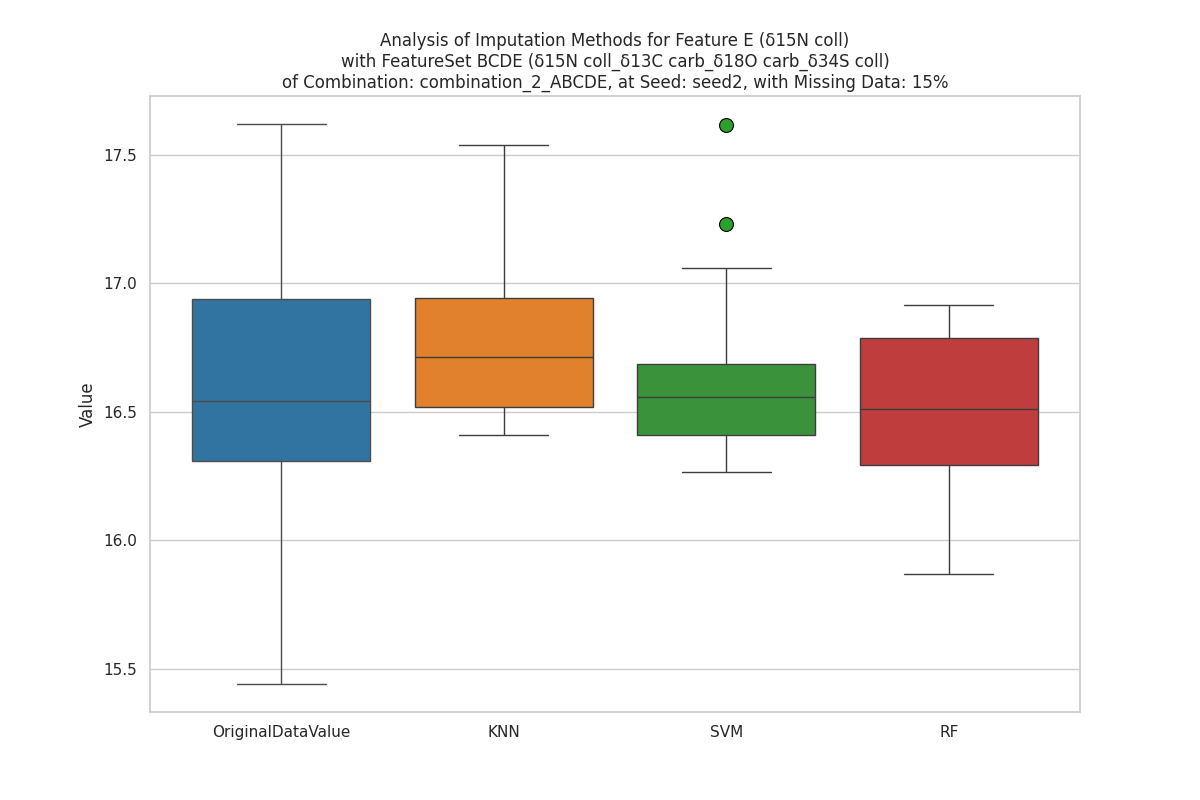 Analysis of Imputation Methods for Feature E (δ15N coll)
with FeatureSet BCDE (δ15N coll_δ13C carb_δ18O carb_δ34S coll)
of Combination: combination_2_ABCDE, at Seed: seed2, with Missing Data: 15%
17.5
17.0
16.5
16.0
15.5
Value
OriginalDataValue
KNN
SVM
RF